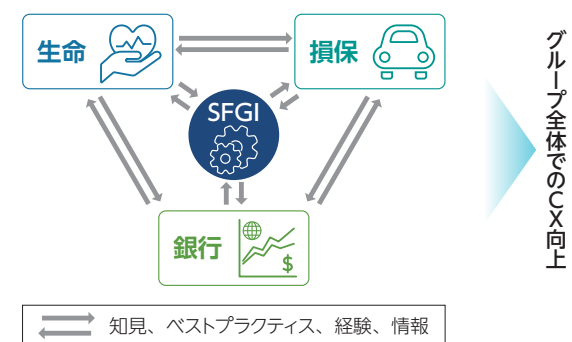 生命
損保
SFGI
銀行
$
知見、ベストプラクティス、経験、情報
グループ全体でのCX向上